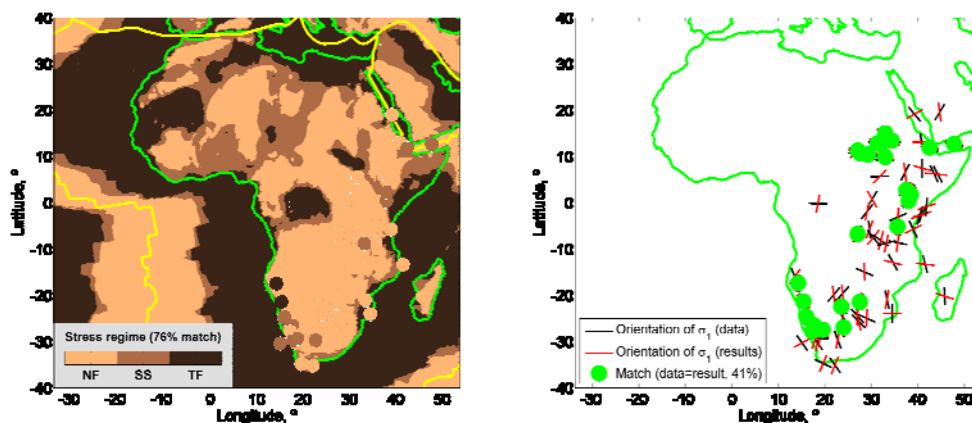 40
30
20
10
0
-10
-20
-30
-40
Latitude, °
Stress regime (76% match)
NF SS TF
-30 -20 -10 0 10 20 30 40 50
Longitude, °
40
30
20
10
0
-10
-20
-30
-40
Latitude, °
Orientation of σ1 (data)
Orientation of σ1 (results)
Match (data=result, 41%)
-30 -20 -10 0 10 20 30 40 50
Longitude, °